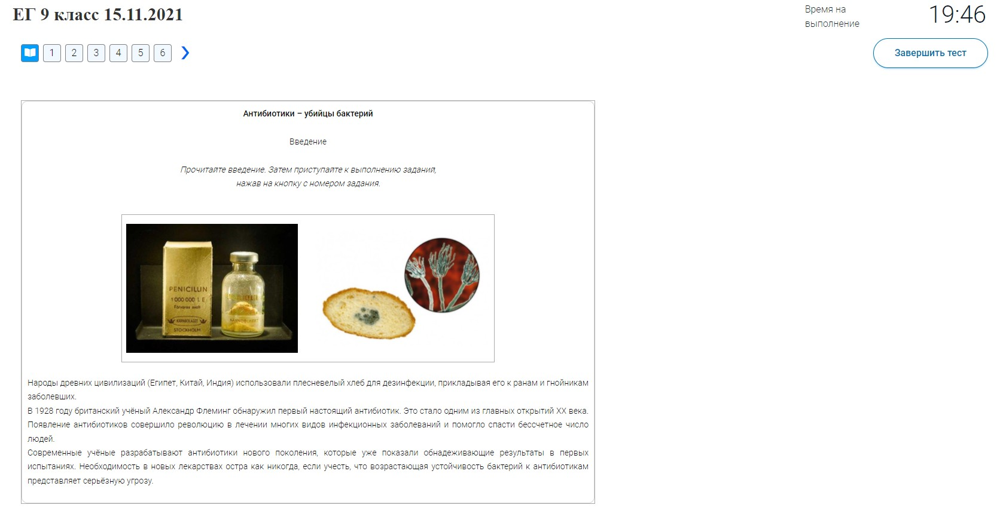 ЕГ 9 класс 15.11.2021
Время на
выполнение
19:46
1 2 3 4 5 6
Завершить тест
Антибиотики – убийцы бактерий
Введение
Прочитайте введение. Затем приступайте к выполнению заданий,
нажав на кнопку с номером задания.
PENICILLIN
1 000 000 I. E.
Förvaras svalt
KÄRNBOLAGET
STOCKHOLM
Народы древних цивилизаций (Египет, Китай, Индия) использовали плесневелый хлеб для дезинфекции, прикладывая его к ранам и гнойникам
заболевших.
В 1928 году британский учёный Александр Флеминг обнаружил первый настоящий антибиотик. Это стало одним из главных открытий XX века.
Появление антибиотиков совершило революцию в лечении многих видов инфекционных заболеваний и помогло спасти бессчетное число
людей.
Современные учёные разрабатывают антибиотики нового поколения, которые уже показали обнадеживающие результаты в первых
испытаниях. Необходимость в новых лекарствах остра как никогда, если учесть, что возрастающая устойчивость бактерий к антибиотикам
представляет серьёзную угрозу.